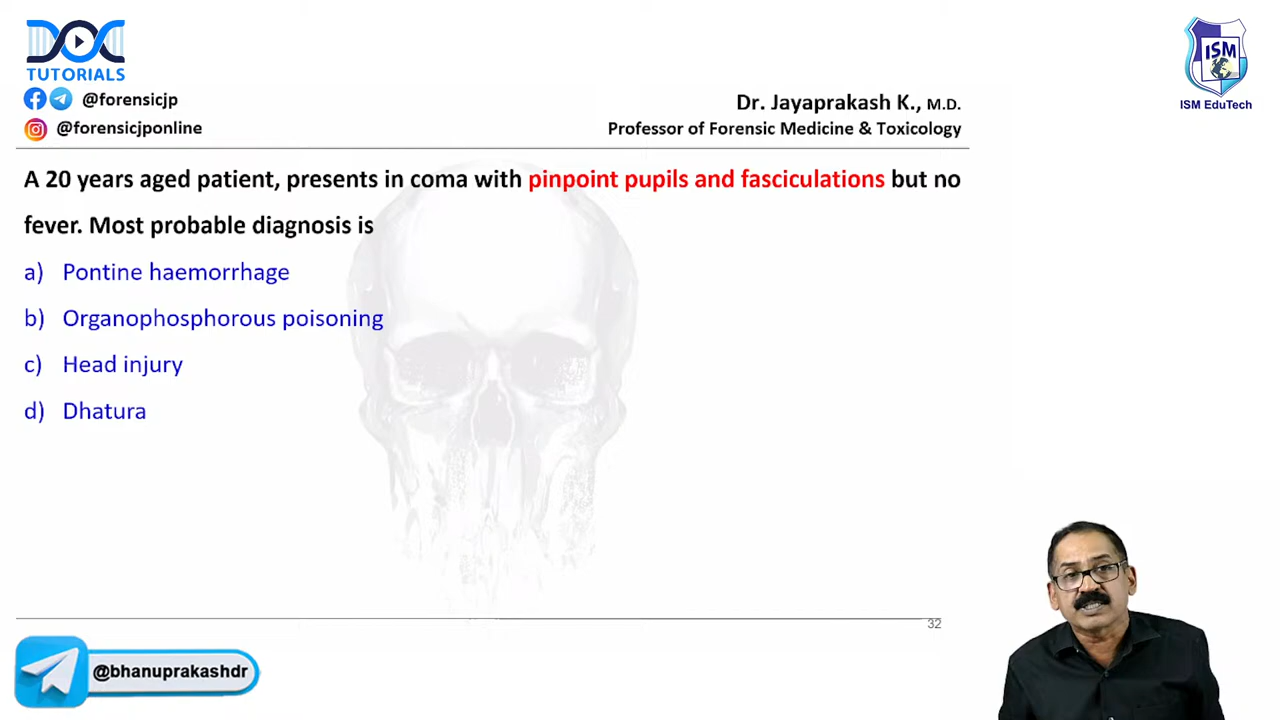 DOC
TUTORIALS
@forensicjp
@forensicjponline
ISM
ISM EduTech
Dr. Jayaprakash K., M.D.
Professor of Forensic Medicine & Toxicology
A 20 years aged patient, presents in coma with pinpoint pupils and fasciculations but no
fever. Most probable diagnosis is
a) Pontine haemorrhage
b) Organophosphorous poisoning
c) Head injury
d) Dhatura
32
@bhanuprakashdr